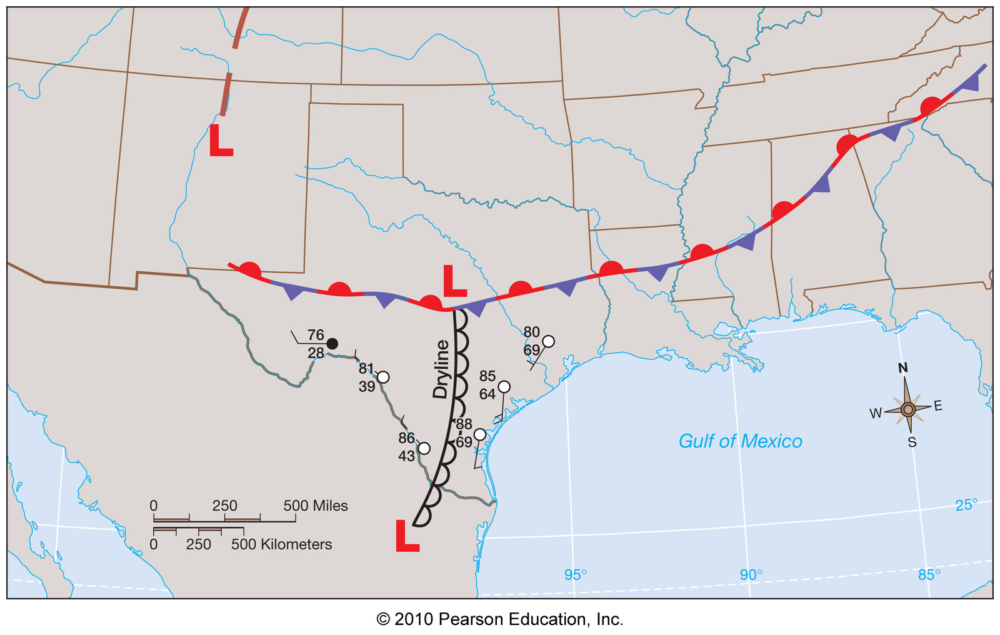 L
L
76
28
80
69
81
39
Dryline
85
64
88
69
86
43
N
W
E
S
Gulf of Mexico
0 250 500 Miles
0 250 500 Kilometers
25°
L
95° 90° 85°
© 2010 Pearson Education, Inc.